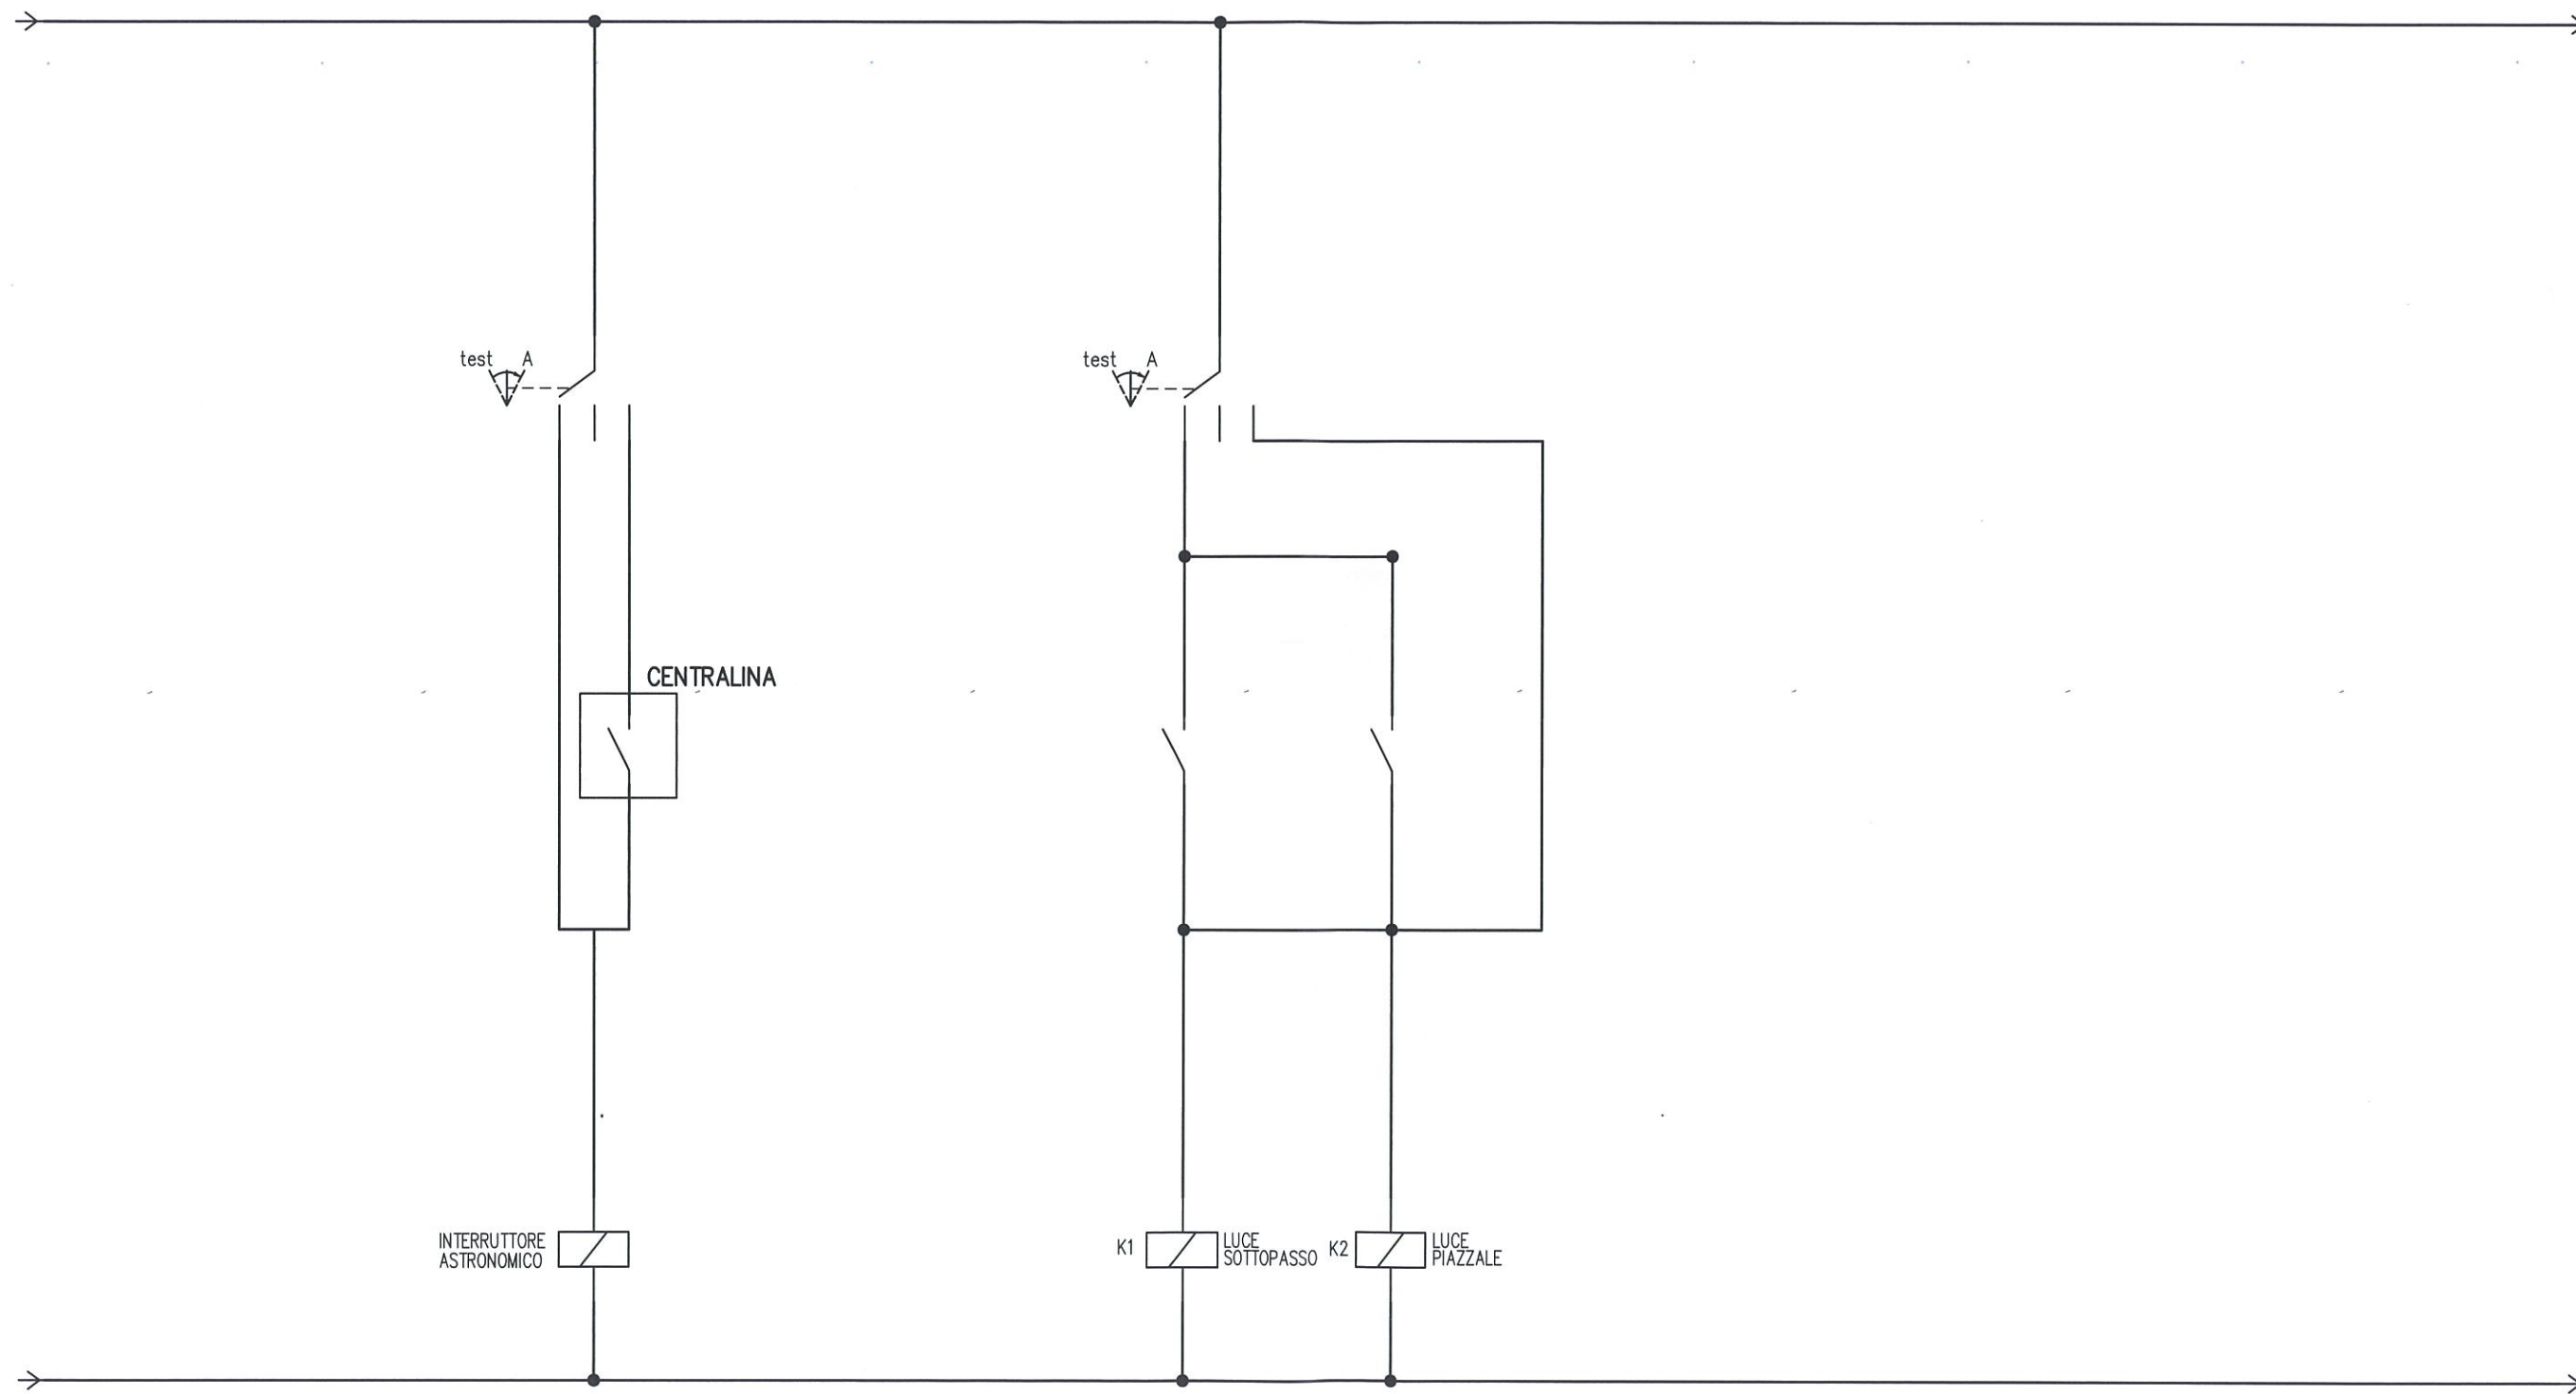 test A
test A
CENTRALINA
INTERRUTTORE
ASTRONOMICO
K1
LUCE
SOTTOPASSO
K2
LUCE
PIAZZALE